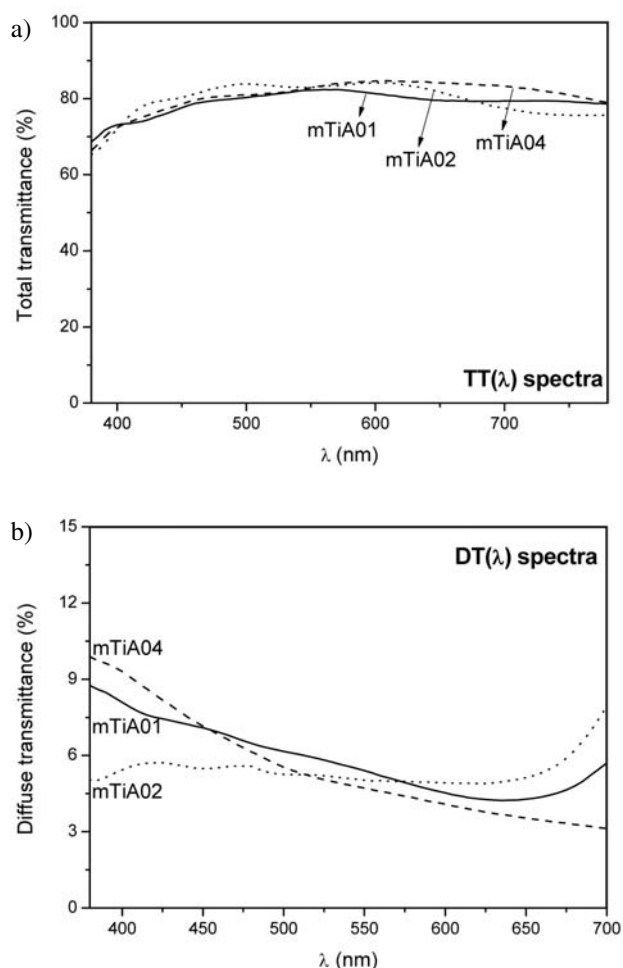 a)
100
80
60
40
20
0
Total transmittance (%)
mTiA01
mTiA02
mTiA04
TT(λ) spectra
400 500 600 700
λ (nm)
b)
15
12
9
6
3
0
Diffuse transmittance (%)
DT(λ) spectra
mTiA04
mTiA01
mTiA02
400 450 500 550 600 650 700
λ (nm)